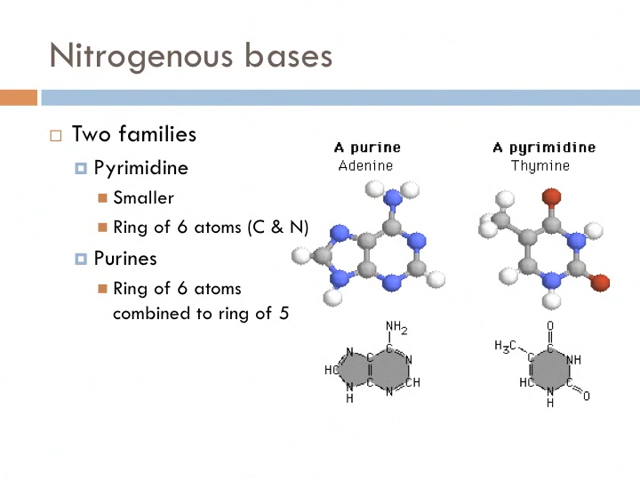 Nitrogenous bases
Two families
Pyrimidine
Smaller
Ring of 6 atoms (C & N)
Purines
Ring of 6 atoms
combined to ring of 5
A purine
Adenine
A pyrimidine
Thymine
NH2
N
C
C
N
HC
C
CH
N
H
N
O
H3C
C
C
NH
HC
C
N
H
O